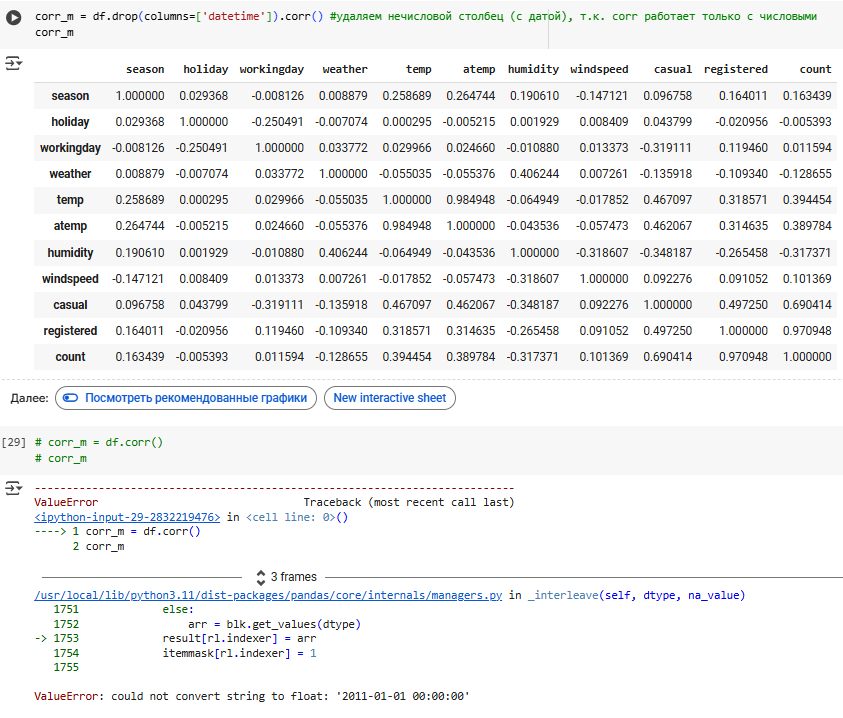 corr_m = df.drop(columns=['datetime']).corr() #удаляем нечисловой столбец (с датой), т.к. corr работает только с числовыми
corr_m
season holiday workingday weather temp atemp humidity windspeed casual registered count
season 1.000000 0.029368 -0.008126 0.008879 0.258689 0.264744 0.190610 -0.147121 0.096758 0.164011 0.163439
holiday 0.029368 1.000000 -0.250491 -0.007074 0.000295 -0.005215 0.001929 0.008409 0.043799 -0.020956 -0.005393
workingday -0.008126 -0.250491 1.000000 0.033772 0.029966 0.024660 -0.010880 0.013373 -0.319111 0.119460 0.011594
weather 0.008879 -0.007074 0.033772 1.000000 -0.055035 -0.055376 0.406244 0.007261 -0.135918 -0.109340 -0.128655
temp 0.258689 0.000295 0.029966 -0.055035 1.000000 0.984948 -0.064949 -0.017852 0.467097 0.318571 0.394454
atemp 0.264744 -0.005215 0.024660 -0.055376 0.984948 1.000000 -0.043536 -0.057473 0.462067 0.314635 0.389784
humidity 0.190610 0.001929 -0.010880 0.406244 -0.064949 -0.043536 1.000000 -0.318607 -0.348187 -0.265458 -0.317371
windspeed -0.147121 0.008409 0.013373 0.007261 -0.017852 -0.057473 -0.318607 1.000000 0.092276 0.091052 0.101369
casual 0.096758 0.043799 -0.319111 -0.135918 0.467097 0.462067 -0.348187 0.092276 1.000000 0.497250 0.690414
registered 0.164011 -0.020956 0.119460 -0.109340 0.318571 0.314635 -0.265458 0.091052 0.497250 1.000000 0.970948
count 0.163439 -0.005393 0.011594 -0.128655 0.394454 0.389784 -0.317371 0.101369 0.690414 0.970948 1.000000
Далее: Посмотреть рекомендованные графики New interactive sheet
[29] # corr_m = df.corr()
# corr_m
---------------------------------------------------------------------------
ValueError Traceback (most recent call last)
<ipython-input-29-2832219476> in <cell line: 0>()
----> 1 corr_m = df.corr()
2 corr_m
3 frames
/usr/local/lib/python3.11/dist-packages/pandas/core/internals/managers.py in _interleave(self, dtype, na_value)
1751 else:
1752 arr = blk.get_values(dtype)
-> 1753 result[rl.indexer] = arr
1754 itemmask[rl.indexer] = 1
1755
ValueError: could not convert string to float: '2011-01-01 00:00:00'